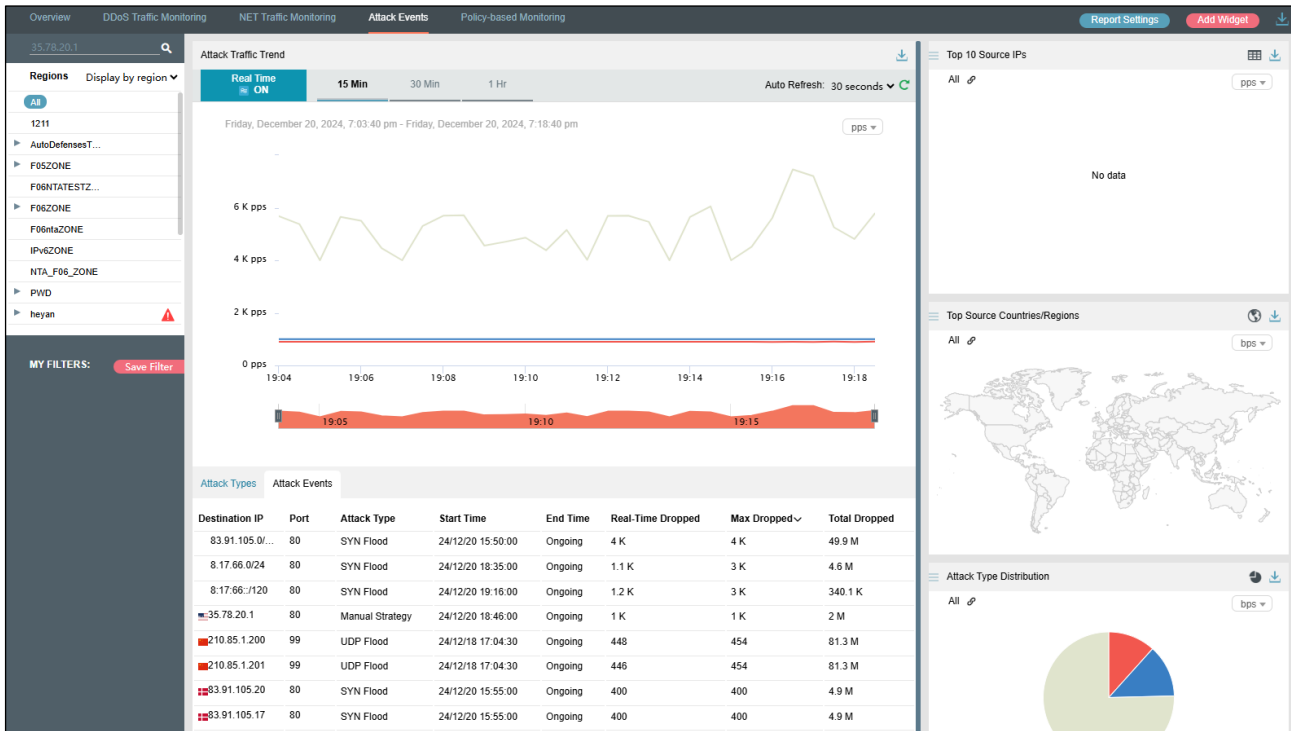 Overview DDoS Traffic Monitoring NET Traffic Monitoring Attack Events Policy-based Monitoring Report Settings Add Widget
35.78.20.1
Regions Display by region
All
1211
AutoDefensesT...
F05ZONE
F06NTATESTZ...
F06ZONE
F06ntaZONE
IPv6ZONE
NTA_F06_ZONE
PWD
heyan
MY FILTERS: Save Filter
Attack Traffic Trend
Real Time
ON
15 Min 30 Min 1 Hr Auto Refresh: 30 seconds
Friday, December 20, 2024, 7:03:40 pm - Friday, December 20, 2024, 7:18:40 pm pps
6 K pps
4 K pps
2 K pps
0 pps
19:04 19:06 19:08 19:10 19:12 19:14 19:16 19:18
19:05 19:10 19:15
Attack Types Attack Events
Destination IP Port Attack Type Start Time End Time Real-Time Dropped Max Dropped Total Dropped
83.91.105.0/... 80 SYN Flood 24/12/20 15:50:00 Ongoing 4 K 4 K 49.9 M
8.17.66.0/24 80 SYN Flood 24/12/20 18:35:00 Ongoing 1.1 K 3 K 4.6 M
8:17:66::/120 80 SYN Flood 24/12/20 19:16:00 Ongoing 1.2 K 3 K 340.1 K
35.78.20.1 80 Manual Strategy 24/12/20 18:46:00 Ongoing 1 K 1 K 2 M
210.85.1.200 99 UDP Flood 24/12/18 17:04:30 Ongoing 448 454 81.3 M
210.85.1.201 99 UDP Flood 24/12/18 17:04:30 Ongoing 446 454 81.3 M
83.91.105.20 80 SYN Flood 24/12/20 15:55:00 Ongoing 400 400 4.9 M
83.91.105.17 80 SYN Flood 24/12/20 15:55:00 Ongoing 400 400 4.9 M
Top 10 Source IPs
All pps
No data
Top Source Countries/Regions
All bps
Attack Type Distribution
All bps